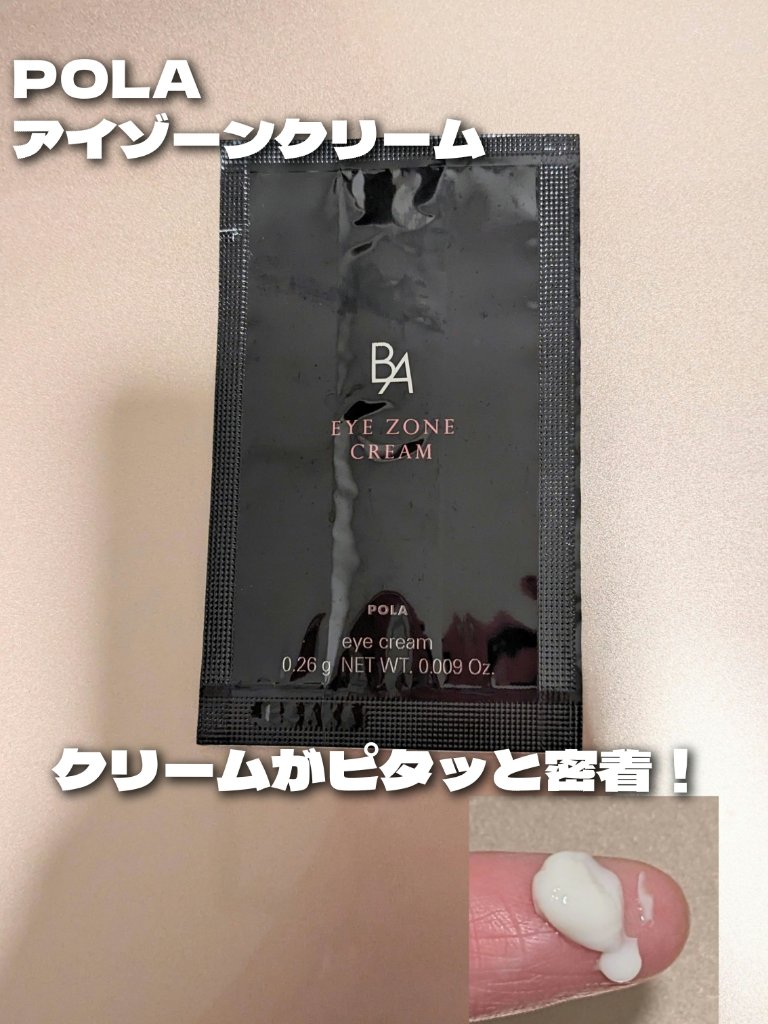 POLA
アイゾーンクリーム
BA
EYE ZONE
CREAM
POLA
eye cream
0.26 g NET WT. 0.009 Oz.
クリームがピタッと密着！